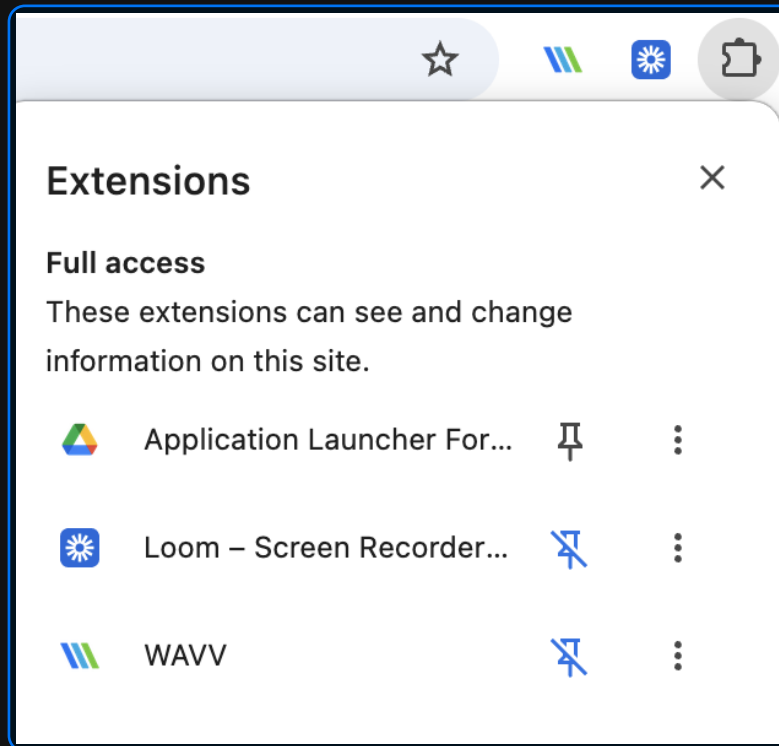 Extensions
Full access
These extensions can see and change
information on this site.
Application Launcher For...
Loom – Screen Recorder...
WAVV